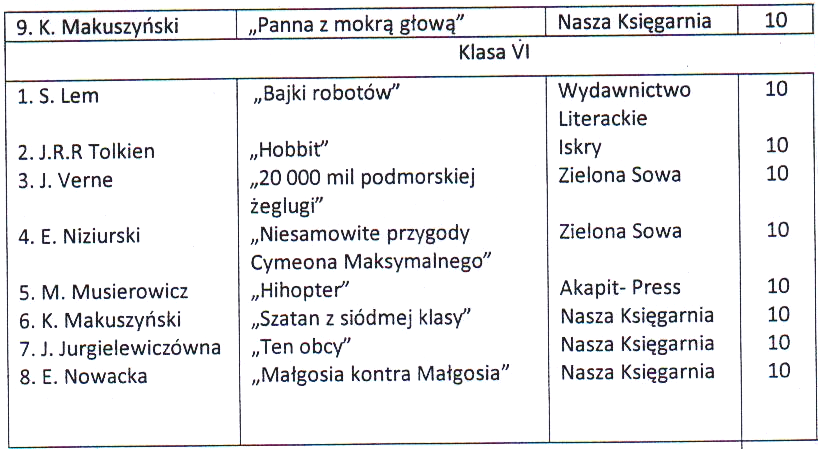 9. K. Makuszyński „Panna z mokrą głową” Nasza Księgarnia 10
Klasa VI
1. S. Lem „Bajki robotów” Wydawnictwo 10
Literackie
2. J.R.R Tolkien „Hobbit” Iskry 10
3. J. Verne „20 000 mil podmorskiej Zielona Sowa 10
żeglugi”
4. E. Niziurski „Niesamowite przygody Zielona Sowa 10
Cymeona Maksymalnego”
5. M. Musierowicz „Hihopter” Akapit- Press 10
6. K. Makuszyński „Szatan z siódmej klasy” Nasza Księgarnia 10
7. J. Jurgielewiczówna „Ten obcy” Nasza Księgarnia 10
8. E. Nowacka „Małgosia kontra Małgosia” Nasza Księgarnia 10